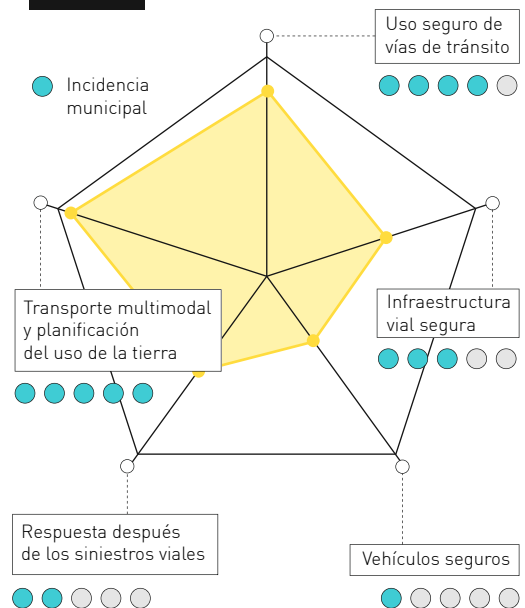 Uso seguro de
vías de tránsito
Incidencia
municipal
Transporte multimodal
y planificación
del uso de la tierra
Infraestructura
vial segura
Respuesta después
de los siniestros viales
Vehículos seguros